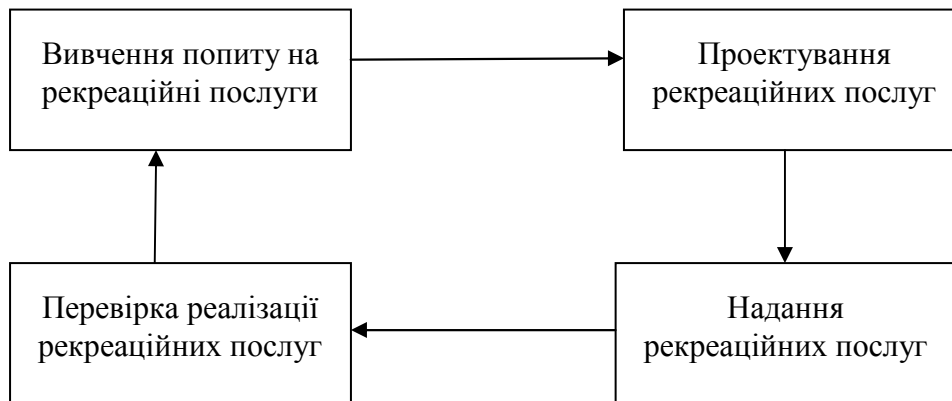 Вивчення попиту на
рекреаційні послуги
Проектування
рекреаційних послуг
Перевірка реалізації
рекреаційних послуг
Надання
рекреаційних послуг